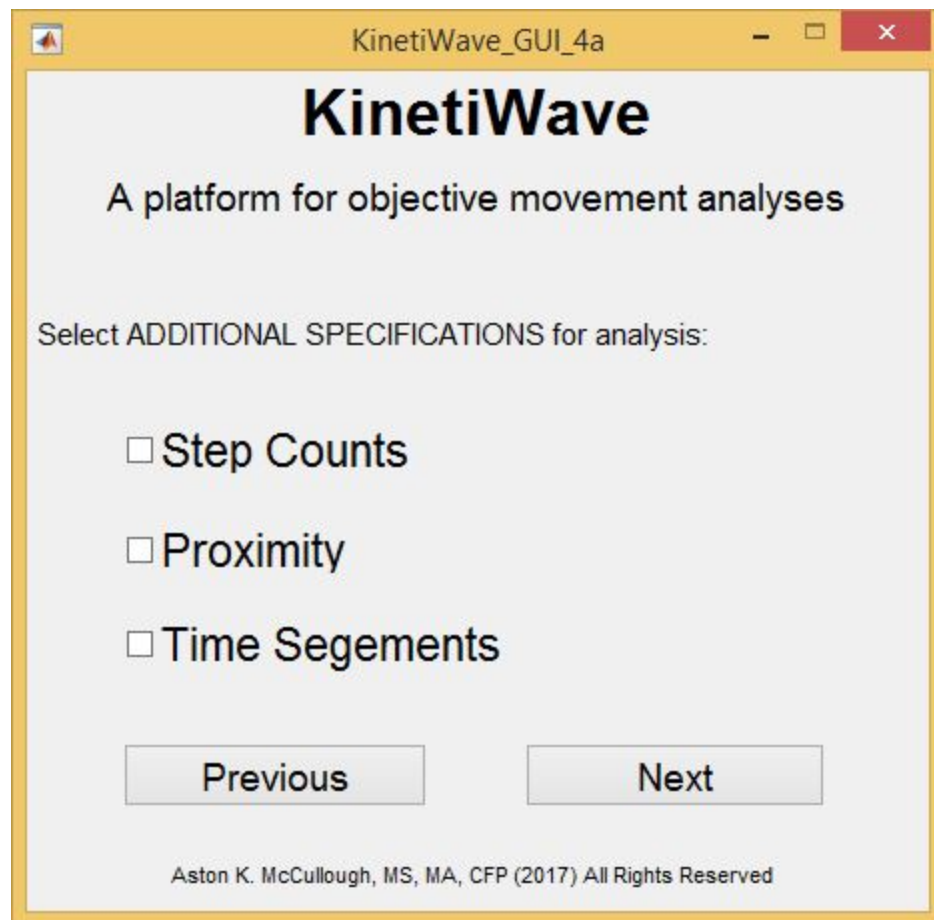 KinetiWave_GUI_4a
KinetiWave
A platform for objective movement analyses
Select ADDITIONAL SPECIFICATIONS for analysis:
Step Counts
Proximity
Time Segements
Previous Next
Aston K. McCullough, MS, MA, CFP (2017) All Rights Reserved